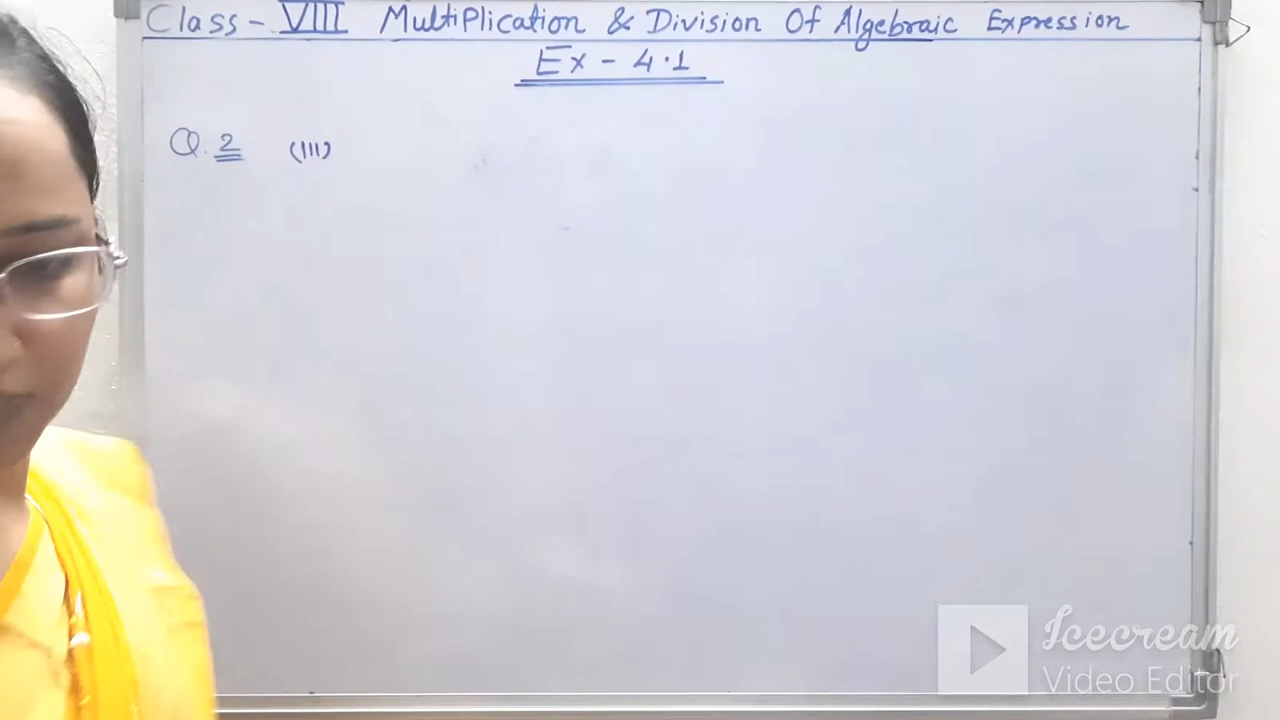 Class - VIII Multiplication & Division Of Algebraic Expression
Ex - 4.1
Q. 2 (III)
Icecream
Video Editor